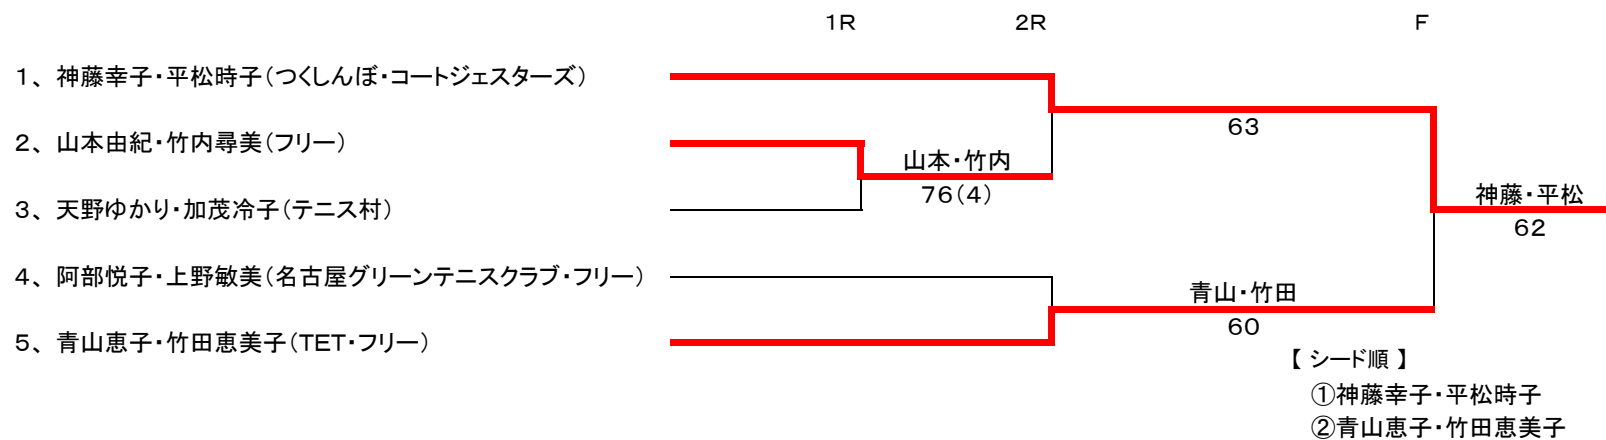 1R 2R F
1、 神藤幸子・平松時子(つくしんぼ・コートジェスターズ)
63
2、 山本由紀・竹内尋美(フリー)
山本・竹内
76(4)
神藤・平松
3、 天野ゆかり・加茂冷子(テニス村)
62
4、 阿部悦子・上野敏美(名古屋グリーンテニスクラブ・フリー)
青山・竹田
60
5、 青山恵子・竹田恵美子(TET・フリー)
【 シード順 】
①神藤幸子・平松時子
②青山恵子・竹田恵美子